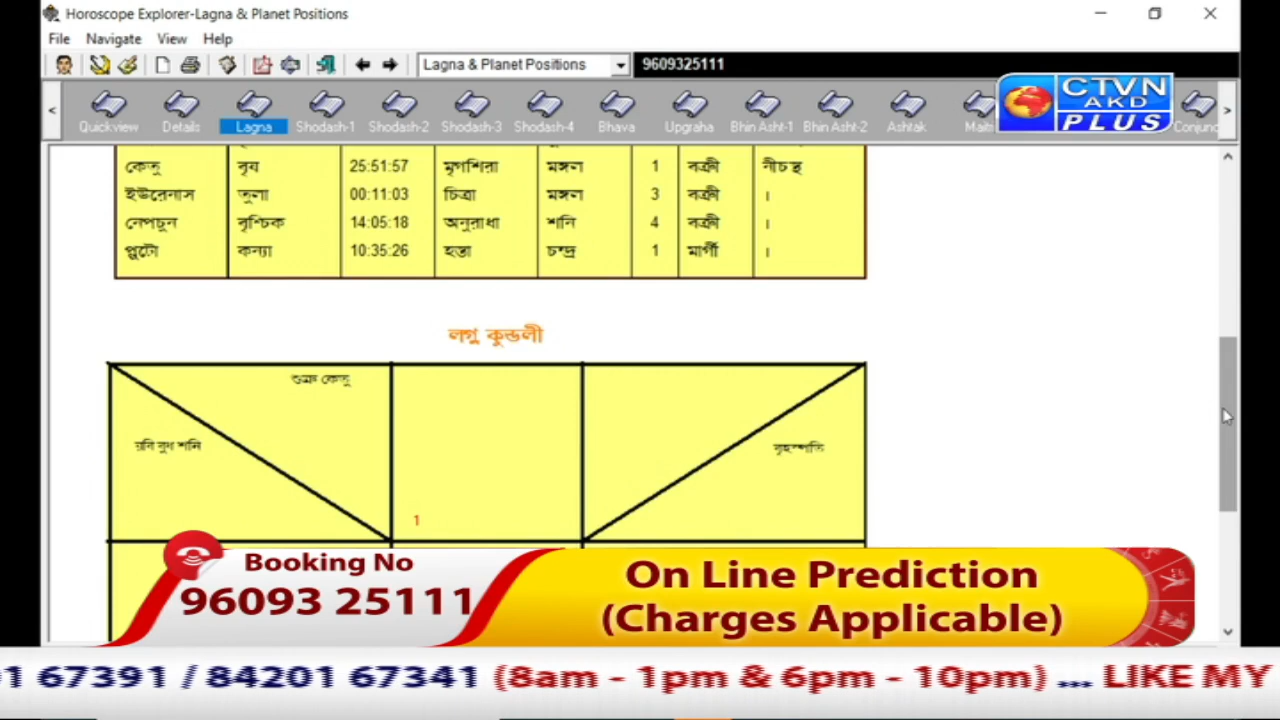 Horoscope Explorer-Lagna & Planet Positions
File Navigate View Help
Lagna & Planet Positions 9609325111
CTVN
AKD
PLUS
< Quickview Details Lagna Shodash-1 Shodash-2 Shodash-3 Shodash-4 Bhava Upgraha Bhin Asht-1 Bhin Asht-2 Ashtak Maitri Conjunc >
কেতু বৃষ 25:51:57 মৃগশিরা মঙ্গল 1 বক্রী নীচস্থ
ইউরেনাস তুলা 00:11:03 চিত্রা মঙ্গল 3 বক্রী ।
নেপচুন বৃশ্চিক 14:05:18 অনুরাধা শনি 4 বক্রী ।
প্লুটো কন্যা 10:35:26 হস্তা চন্দ্র 1 মার্গী ।
লগ্ন কুন্ডলী
শুক্র কেতু
রবি বুধ শনি
বৃহস্পতি
1
Booking No
96093 25111
On Line Prediction
(Charges Applicable)
1 67391 / 84201 67341 (8am - 1pm & 6pm - 10pm) ... LIKE MY